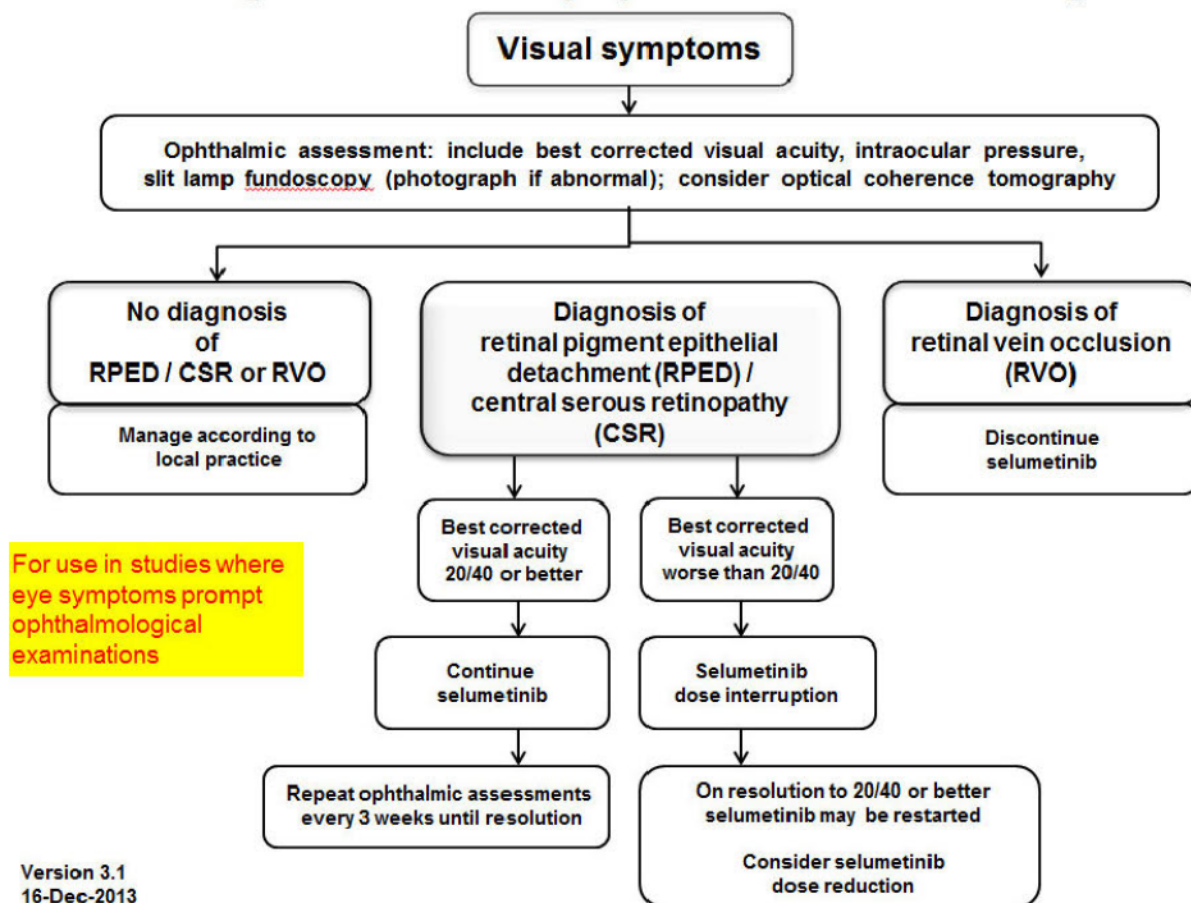 Visual symptoms
Ophthalmic assessment: include best corrected visual acuity, intraocular pressure,
slit lamp fundoscopy (photograph if abnormal); consider optical coherence tomography
No diagnosis
of
RPED / CSR or RVO
Manage according to
local practice
Diagnosis of
retinal pigment epithelial
detachment (RPED) /
central serous retinopathy
(CSR)
Diagnosis of
retinal vein occlusion
(RVO)
Discontinue
selumetinib
Best corrected
visual acuity
20/40 or better
Best corrected
visual acuity
worse than 20/40
For use in studies where
eye symptoms prompt
ophthalmological
examinations
Continue
selumetinib
Selumetinib
dose interruption
Repeat ophthalmic assessments
every 3 weeks until resolution
On resolution to 20/40 or better
selumetinib may be restarted
Consider selumetinib
dose reduction
Version 3.1
16-Dec-2013